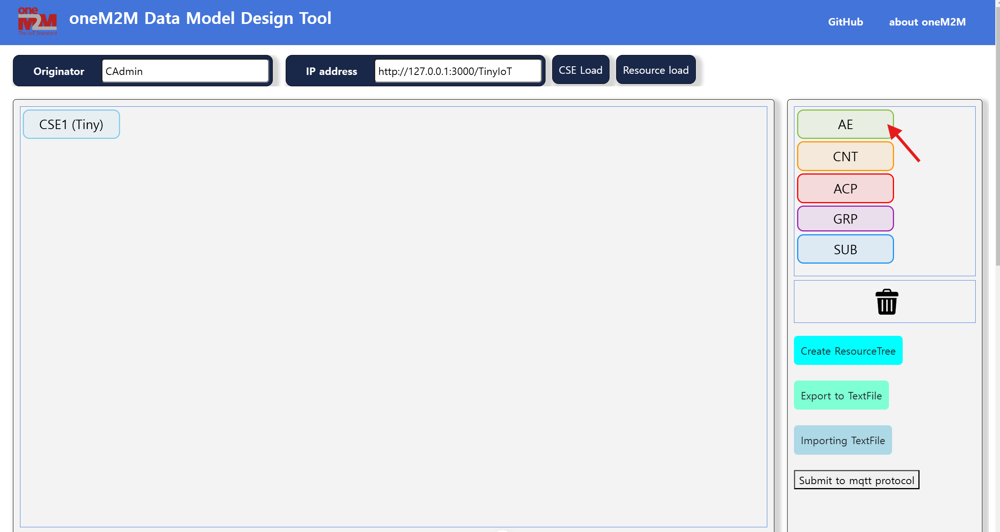 one
M2M
The IoT Standard
oneM2M Data Model Design Tool
GitHub
about oneM2M
Originator
CAdmin
IP address
http://127.0.0.1:3000/TinyIoT
CSE Load
Resource load
CSE1 (Tiny)
AE
CNT
ACP
GRP
SUB
Create ResourceTree
Export to TextFile
Importing TextFile
Submit to mqtt protocol